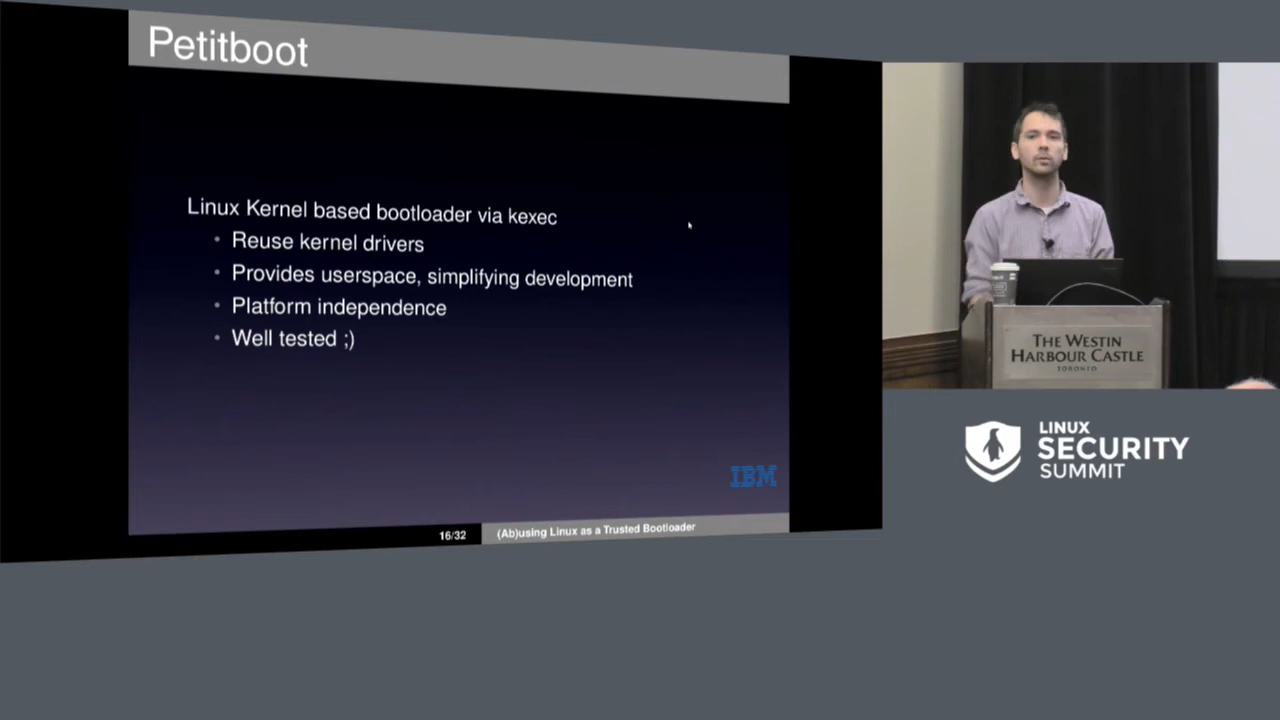 Petitboot
Linux Kernel based bootloader via kexec
• Reuse kernel drivers
• Provides userspace, simplifying development
• Platform independence
• Well tested ;)
IBM
16/32
(Ab)using Linux as a Trusted Bootloader
THE WESTIN
HARBOUR CASTLE
TORONTO
LINUX
SECURITY
SUMMIT